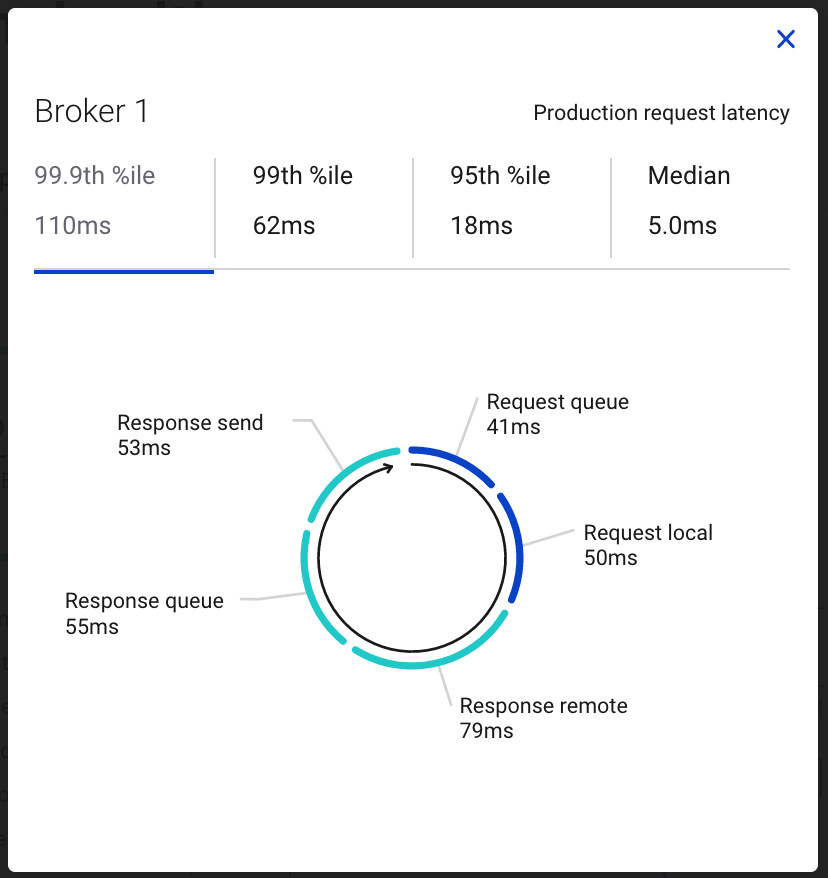 Broker 1
Production request latency
99.9th %ile
110ms
99th %ile
62ms
95th %ile
18ms
Median
5.0ms
Request queue
41ms
Response send
53ms
Request local
50ms
Response queue
55ms
Response remote
79ms